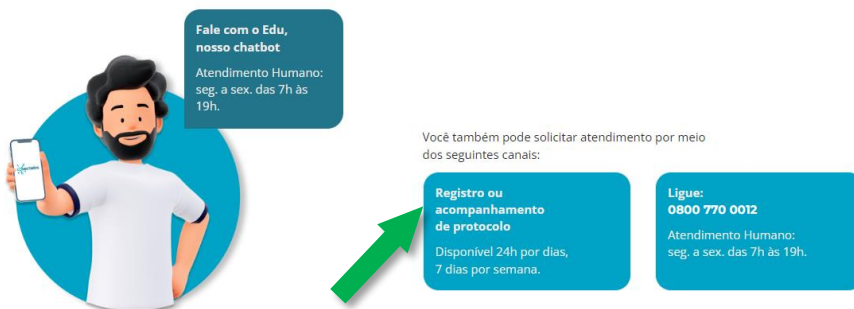 Fale com o Edu,
nosso chatbot
Atendimento Humano:
seg. a sex. das 7h às
19h.
Você também pode solicitar atendimento por meio
dos seguintes canais:
Registro ou
acompanhamento
de protocolo
Disponível 24h por dias,
7 dias por semana.
Ligue:
0800 770 0012
Atendimento Humano:
seg. a sex. das 7h às 19h.